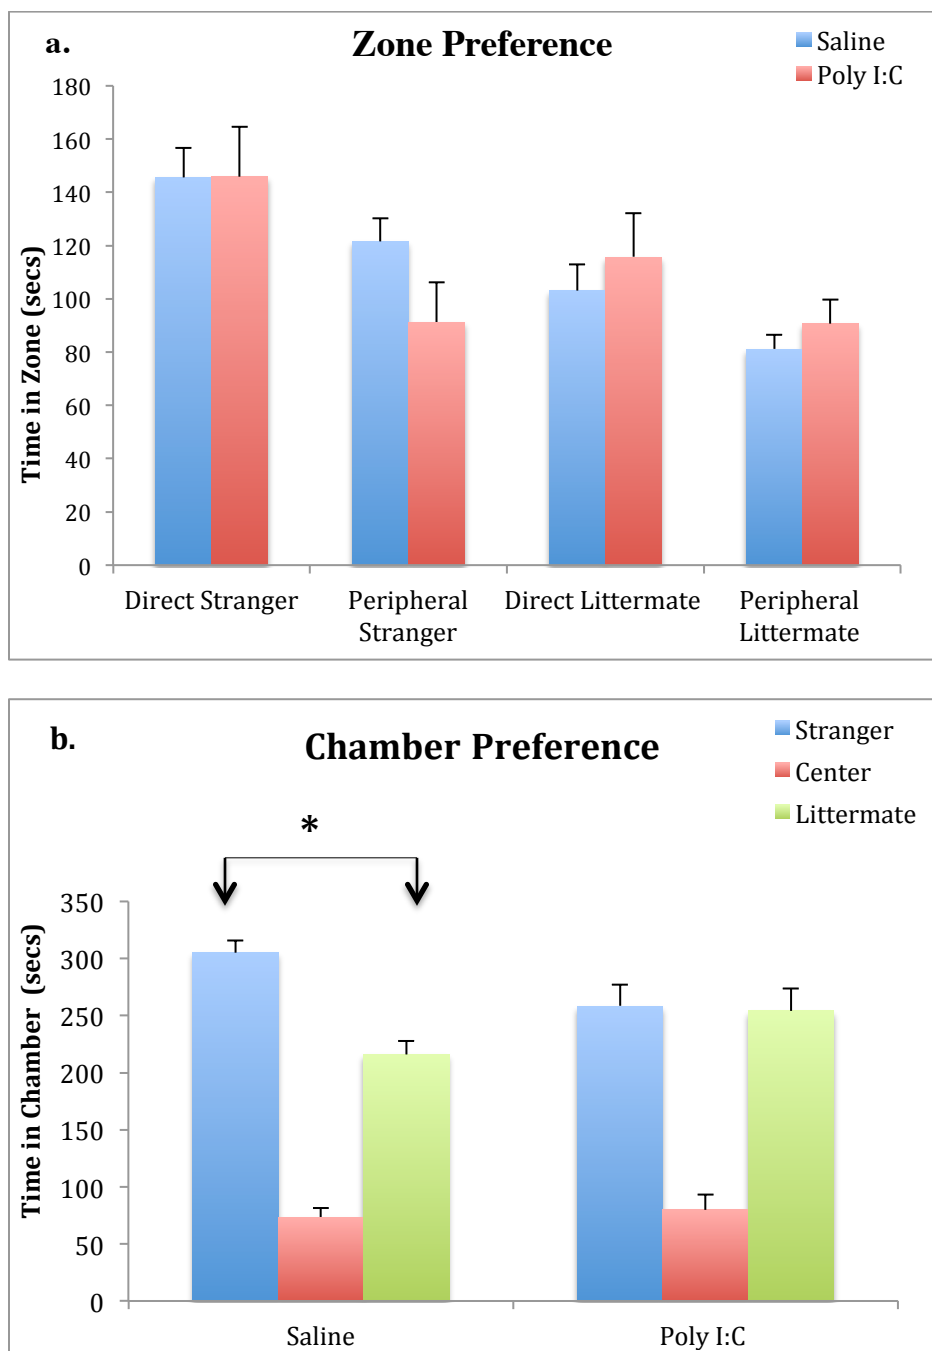 a.
Zone Preference
Saline
Poly I:C
180
160
140
120
100
80
60
40
20
0
Time in Zone (secs)
Direct Stranger
Peripheral
Stranger
Direct Littermate
Peripheral
Littermate
b.
Chamber Preference
Stranger
Center
Littermate
*
350
300
250
200
150
100
50
0
Time in Chamber (secs)
Saline
Poly I:C